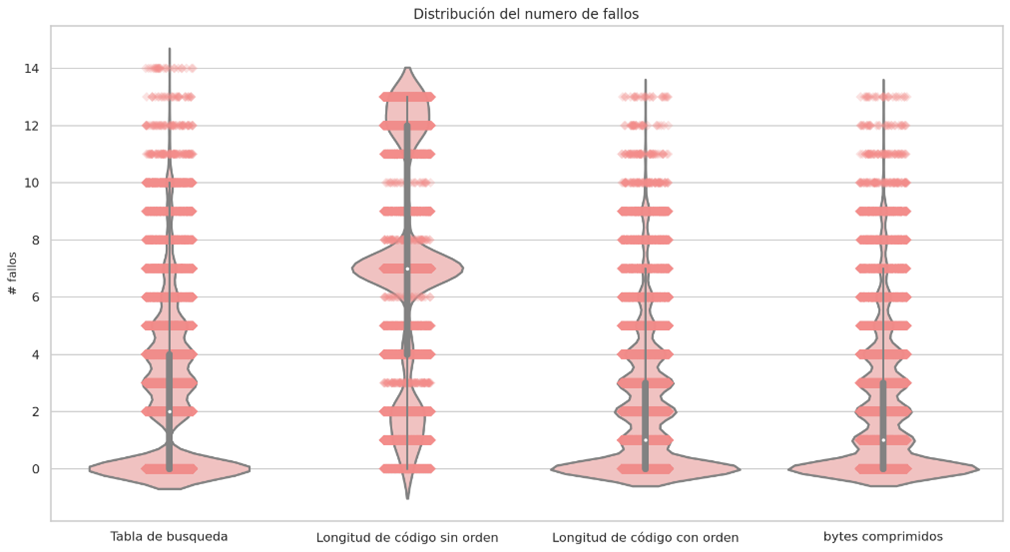 Distribución del numero de fallos
# fallos
14
12
10
8
6
4
2
0
Tabla de busqueda
Longitud de código sin orden
Longitud de código con orden
bytes comprimidos